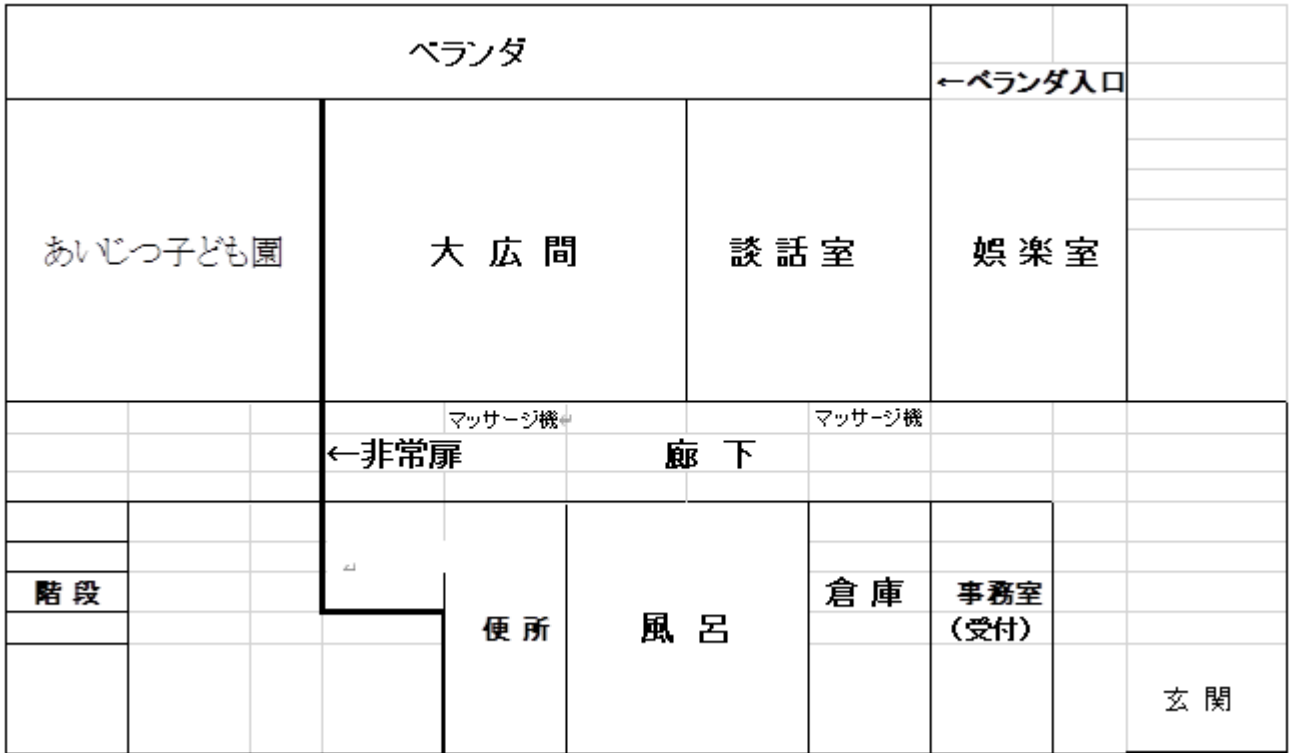 ベランダ
←ベランダ入口
あいじつ子ども園
大 広 間
談 話 室
娯 楽 室
マッサージ機↵
マッサージ機
←非常扉
廊 下
↵
階 段
便 所
風 呂
倉 庫
事務室
（受付）
玄 関